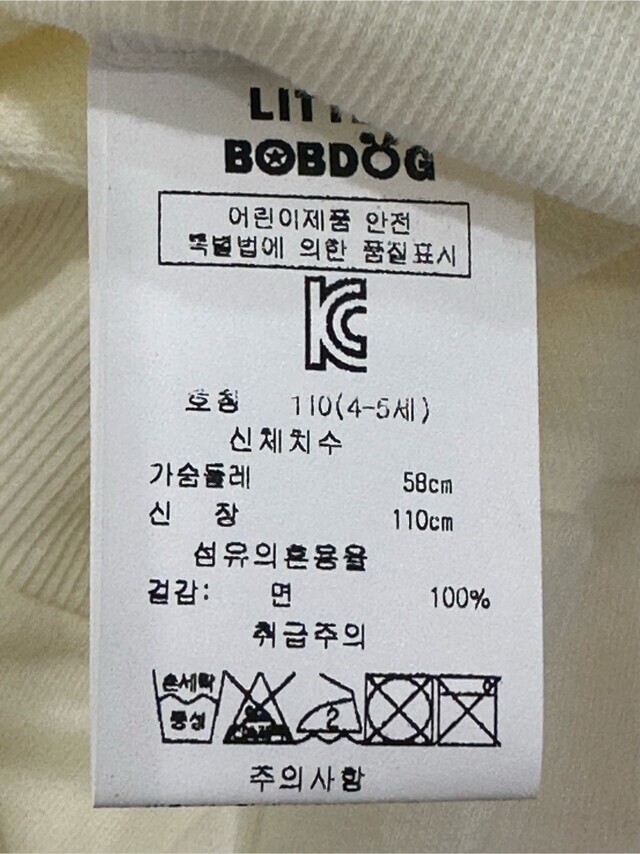 LITTLE
BOBDOG
어린이제품 안전
특별법에 의한 품질표시
KC
호칭 110(4-5세)
신체치수
가슴둘레 58cm
신 장 110cm
섬유의혼용율
겉감: 면 100%
취급주의
손세탁
중성
2
주의사항